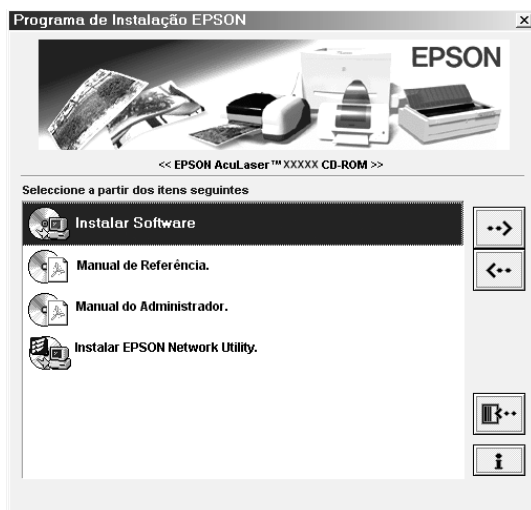 Programa de Instalação EPSON
EPSON
<< EPSON AcuLaser™ XXXXX CD-ROM >>
Seleccione a partir dos itens seguintes
Instalar Software
Manual de Referéncia.
Manual do Administrador.
Instalar EPSON Network Utility.